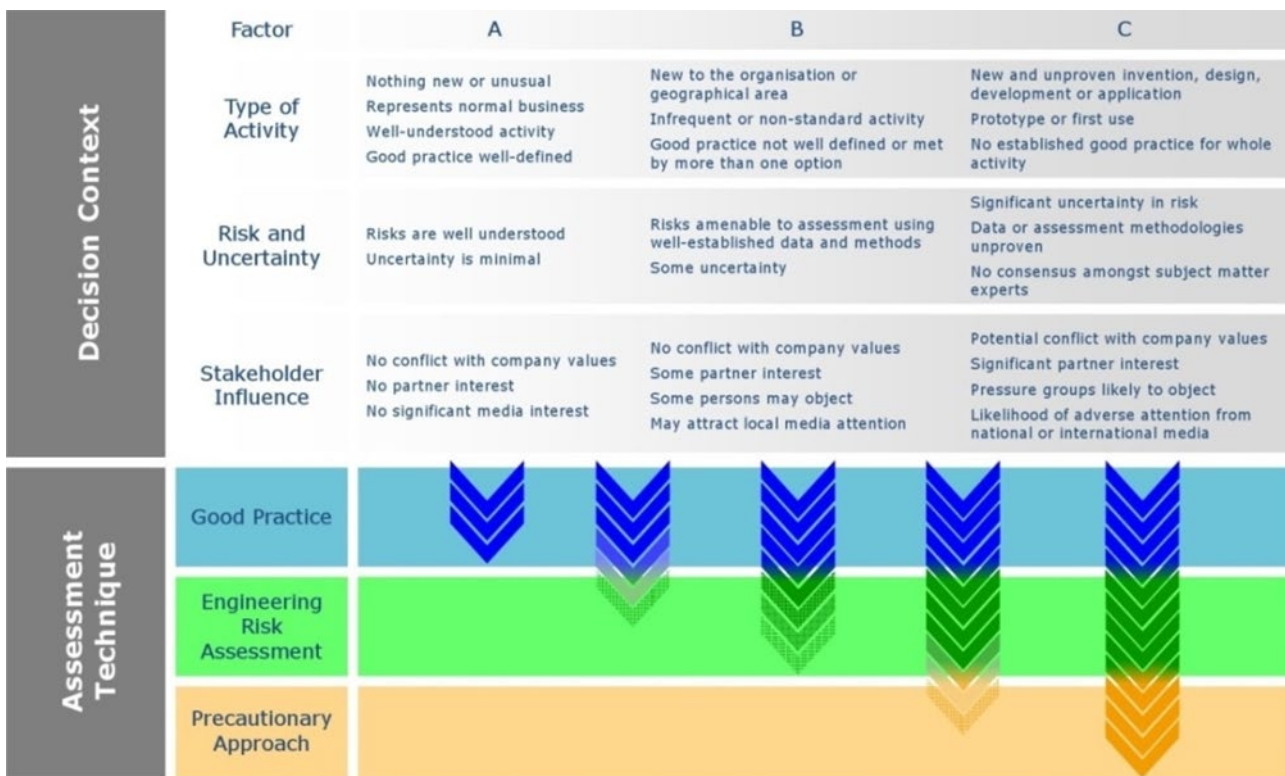 Decision Context
Factor
A
B
C
Type of
Activity
Nothing new or unusual
Represents normal business
Well-understood activity
Good practice well-defined
New to the organisation or
geographical area
Infrequent or non-standard activity
Good practice not well defined or met
by more than one option
New and unproven invention, design,
development or application
Prototype or first use
No established good practice for whole
activity
Risk and
Uncertainty
Risks are well understood
Uncertainty is minimal
Risks amenable to assessment using
well-established data and methods
Some uncertainty
Significant uncertainty in risk
Data or assessment methodologies
unproven
No consensus amongst subject matter
experts
Stakeholder
Influence
No conflict with company values
No partner interest
No significant media interest
No conflict with company values
Some partner interest
Some persons may object
May attract local media attention
Potential conflict with company values
Significant partner interest
Pressure groups likely to object
Likelihood of adverse attention from
national or international media
Assessment
Technique
Good Practice
Engineering
Risk
Assessment
Precautionary
Approach